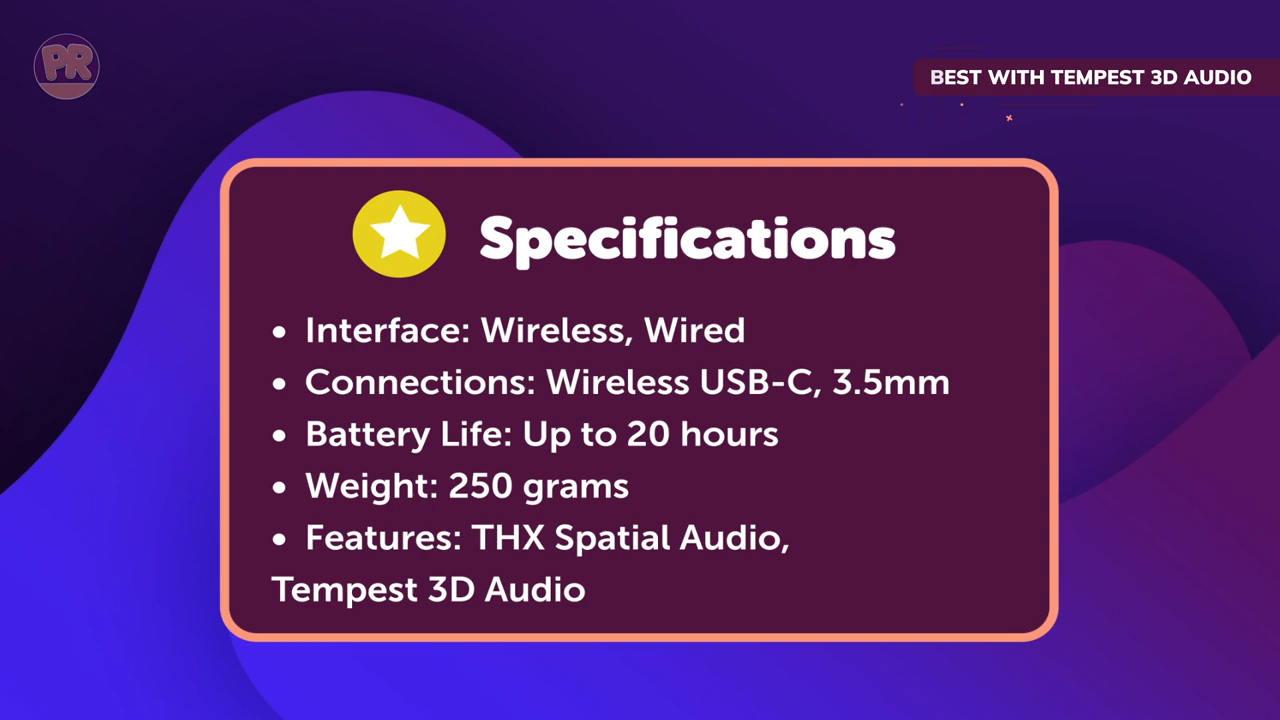 PR
BEST WITH TEMPEST 3D AUDIO
Specifications
• Interface: Wireless, Wired
• Connections: Wireless USB-C, 3.5mm
• Battery Life: Up to 20 hours
• Weight: 250 grams
• Features: THX Spatial Audio,
Tempest 3D Audio